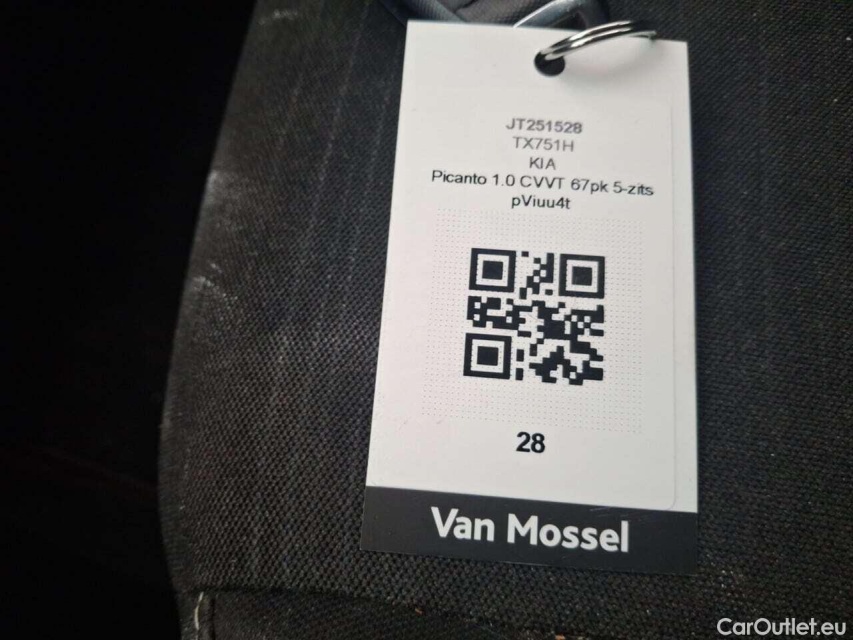 JT251528
TX751H
KIA
Picanto 1.0 CVVT 67pk 5-zits
pViuu4t
28
Van Mossel
CarOutlet.eu